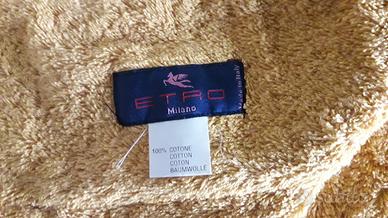 ETRO
Milano
Made in Italy
100% COTONE
COTTON
COTON
BAUMWOLLE